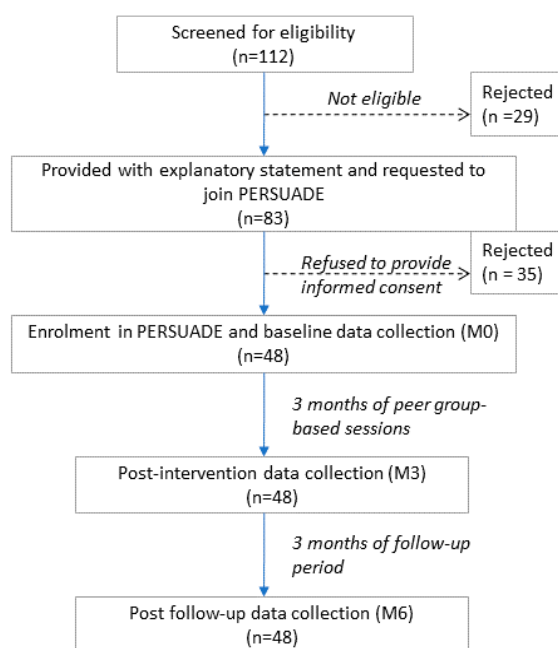 Screened for eligibility
(n=112)
Not eligible
Rejected
(n =29)
Provided with explanatory statement and requested to
join PERSUADE
(n=83)
Refused to provide
informed consent
Rejected
(n = 35)
Enrolment in PERSUADE and baseline data collection (M0)
(n=48)
3 months of peer group-
based sessions
Post-intervention data collection (M3)
(n=48)
3 months of follow-up
period
Post follow-up data collection (M6)
(n=48)